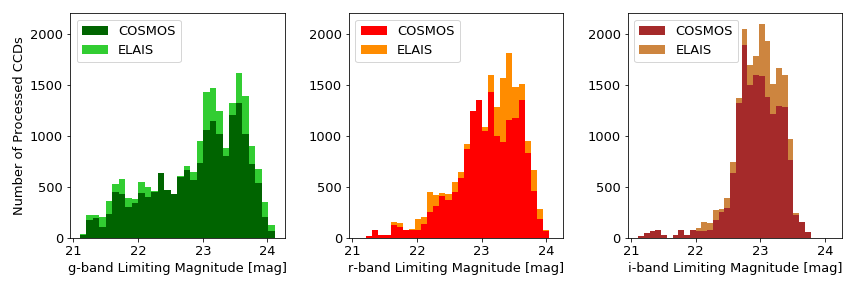 Number of Processed CCDs
2000
1500
1000
500
0
COSMOS
ELAIS
21 22 23 24
g-band Limiting Magnitude [mag]
2000
1500
1000
500
0
COSMOS
ELAIS
21 22 23 24
r-band Limiting Magnitude [mag]
2000
1500
1000
500
0
COSMOS
ELAIS
21 22 23 24
i-band Limiting Magnitude [mag]